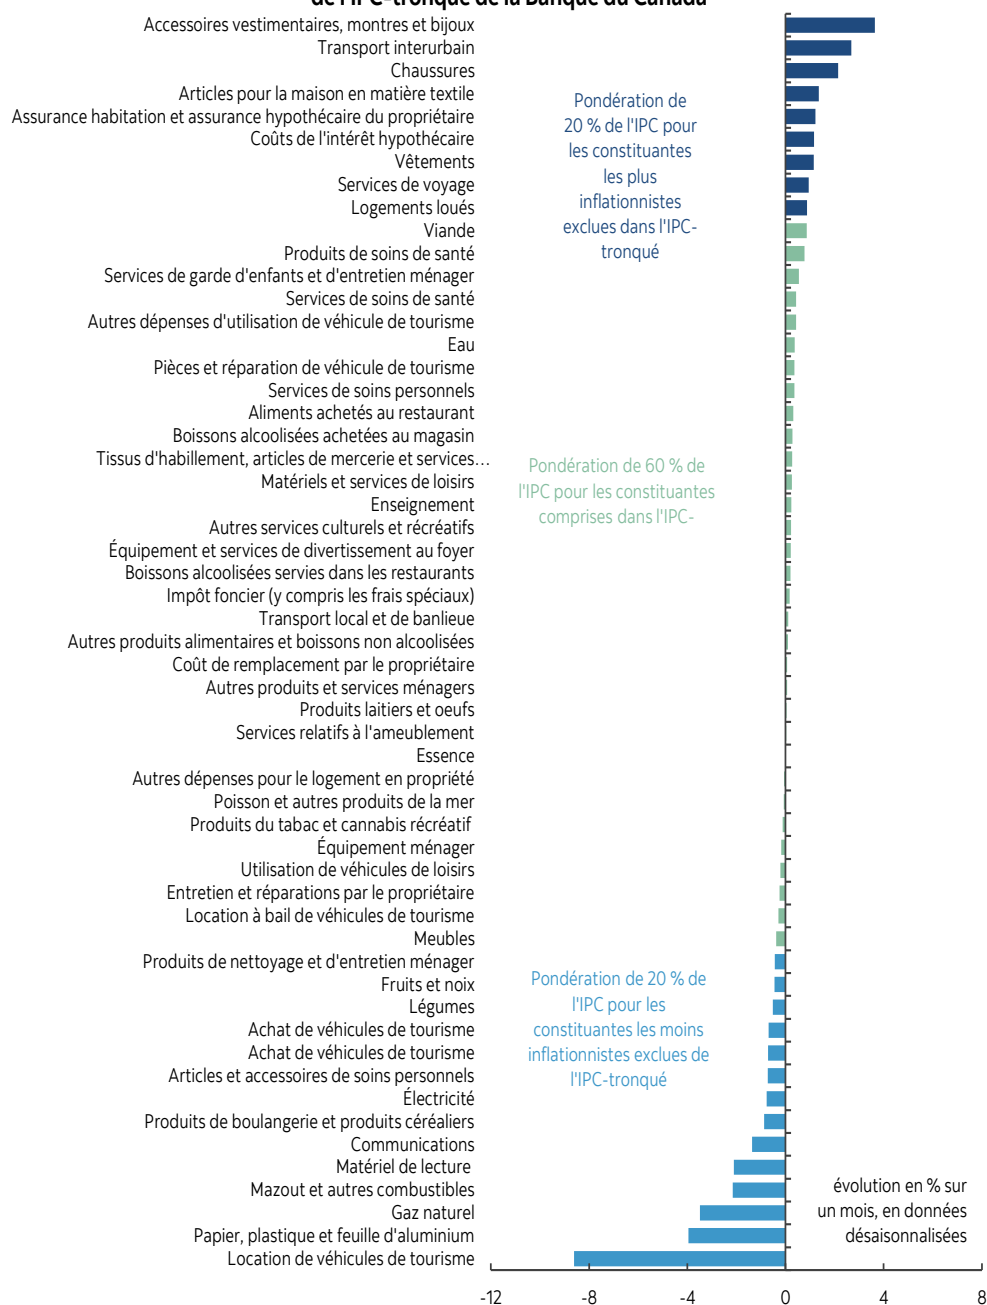 de l'IPC-tronqué de la Banque du Canada
Accessoires vestimentaires, montres et bijoux
Transport interurbain
Chaussures
Articles pour la maison en matière textile
Assurance habitation et assurance hypothécaire du propriétaire
Coûts de l'intérêt hypothécaire
Vêtements
Services de voyage
Logements loués
Viande
Produits de soins de santé
Services de garde d'enfants et d'entretien ménager
Services de soins de santé
Autres dépenses d'utilisation de véhicule de tourisme
Eau
Pièces et réparation de véhicule de tourisme
Services de soins personnels
Aliments achetés au restaurant
Boissons alcoolisées achetées au magasin
Tissus d'habillement, articles de mercerie et services…
Matériels et services de loisirs
Enseignement
Autres services culturels et récréatifs
Équipement et services de divertissement au foyer
Boissons alcoolisées servies dans les restaurants
Impôt foncier (y compris les frais spéciaux)
Transport local et de banlieue
Autres produits alimentaires et boissons non alcoolisées
Coût de remplacement par le propriétaire
Autres produits et services ménagers
Produits laitiers et oeufs
Services relatifs à l'ameublement
Essence
Autres dépenses pour le logement en propriété
Poisson et autres produits de la mer
Produits du tabac et cannabis récréatif
Équipement ménager
Utilisation de véhicules de loisirs
Entretien et réparations par le propriétaire
Location à bail de véhicules de tourisme
Meubles
Produits de nettoyage et d'entretien ménager
Fruits et noix
Légumes
Achat de véhicules de tourisme
Achat de véhicules de tourisme
Articles et accessoires de soins personnels
Électricité
Produits de boulangerie et produits céréaliers
Communications
Matériel de lecture
Mazout et autres combustibles
Gaz naturel
Papier, plastique et feuille d'aluminium
Location de véhicules de tourisme
Pondération de
20 % de l'IPC pour
les constituantes
les plus
inflationnistes
exclues dans l'IPC-
tronqué
Pondération de 60 % de
l'IPC pour les constituantes
comprises dans l'IPC-
Pondération de 20 % de
l'IPC pour les
constituantes les moins
inflationnistes exclues de
l'IPC-tronqué
évolution en % sur
un mois, en données
désaisonnalisées
-12 -8 -4 0 4 8